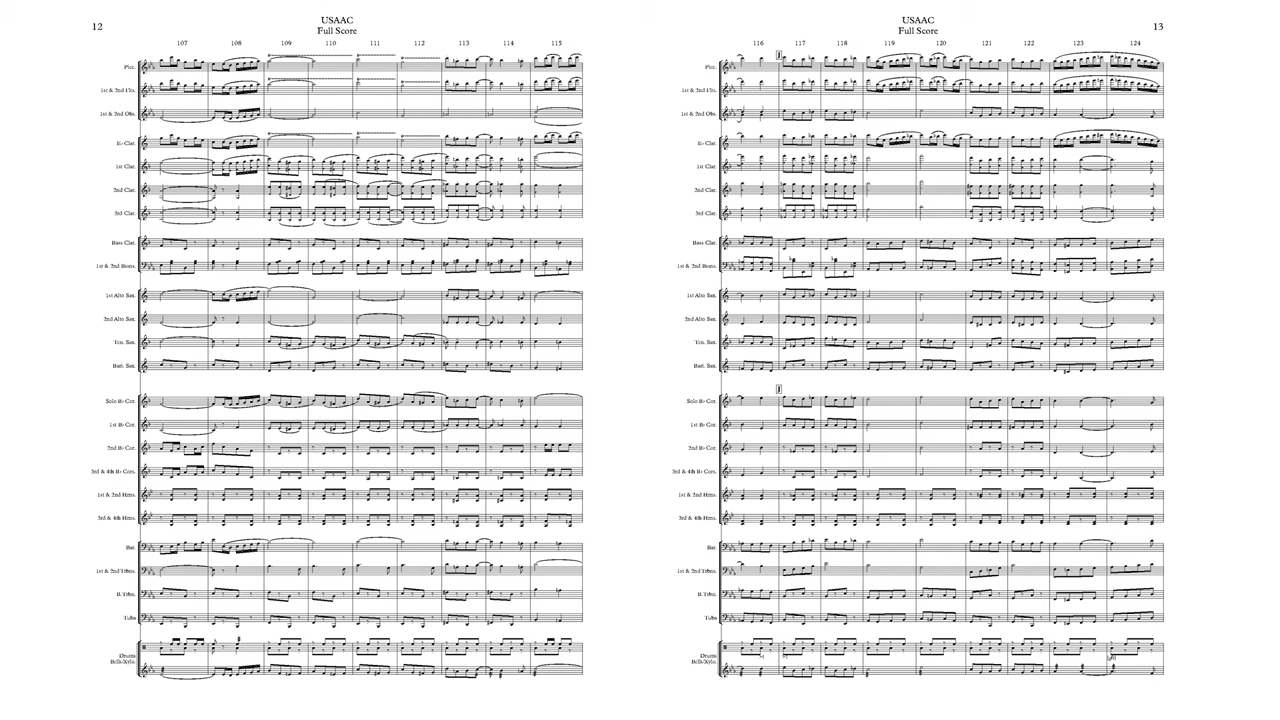 12
USAAC
Full Score
107 108 109 110 111 112 113 114 115
Picc.
1st & 2nd Flts.
1st & 2nd Obs.
E♭ Clar.
1st Clar.
2nd Clar.
3rd Clar.
Bass Clar.
1st & 2nd Bsns.
1st Alto Sax.
2nd Alto Sax.
Ten. Sax.
Bari. Sax.
Solo B♭ Cor.
1st B♭ Cor.
2nd B♭ Cor.
3rd & 4th B♭ Cors.
1st & 2nd Hrns.
3rd & 4th Hrns.
Bar.
1st & 2nd Trbns.
B. Trbn.
Tuba
Drums
Bells/Xylo.
USAAC
Full Score
13
116 117 118 119 120 121 122 123 124
J
Picc.
1st & 2nd Flts.
1st & 2nd Obs.
E♭ Clar.
1st Clar.
2nd Clar.
3rd Clar.
Bass Clar.
1st & 2nd Bsns.
1st Alto Sax.
2nd Alto Sax.
Ten. Sax.
Bari. Sax.
J
Solo B♭ Cor.
1st B♭ Cor.
2nd B♭ Cor.
3rd & 4th B♭ Cors.
1st & 2nd Hrns.
3rd & 4th Hrns.
Bar.
1st & 2nd Trbns.
B. Trbn.
Tuba
Drums
Bells/Xylo.